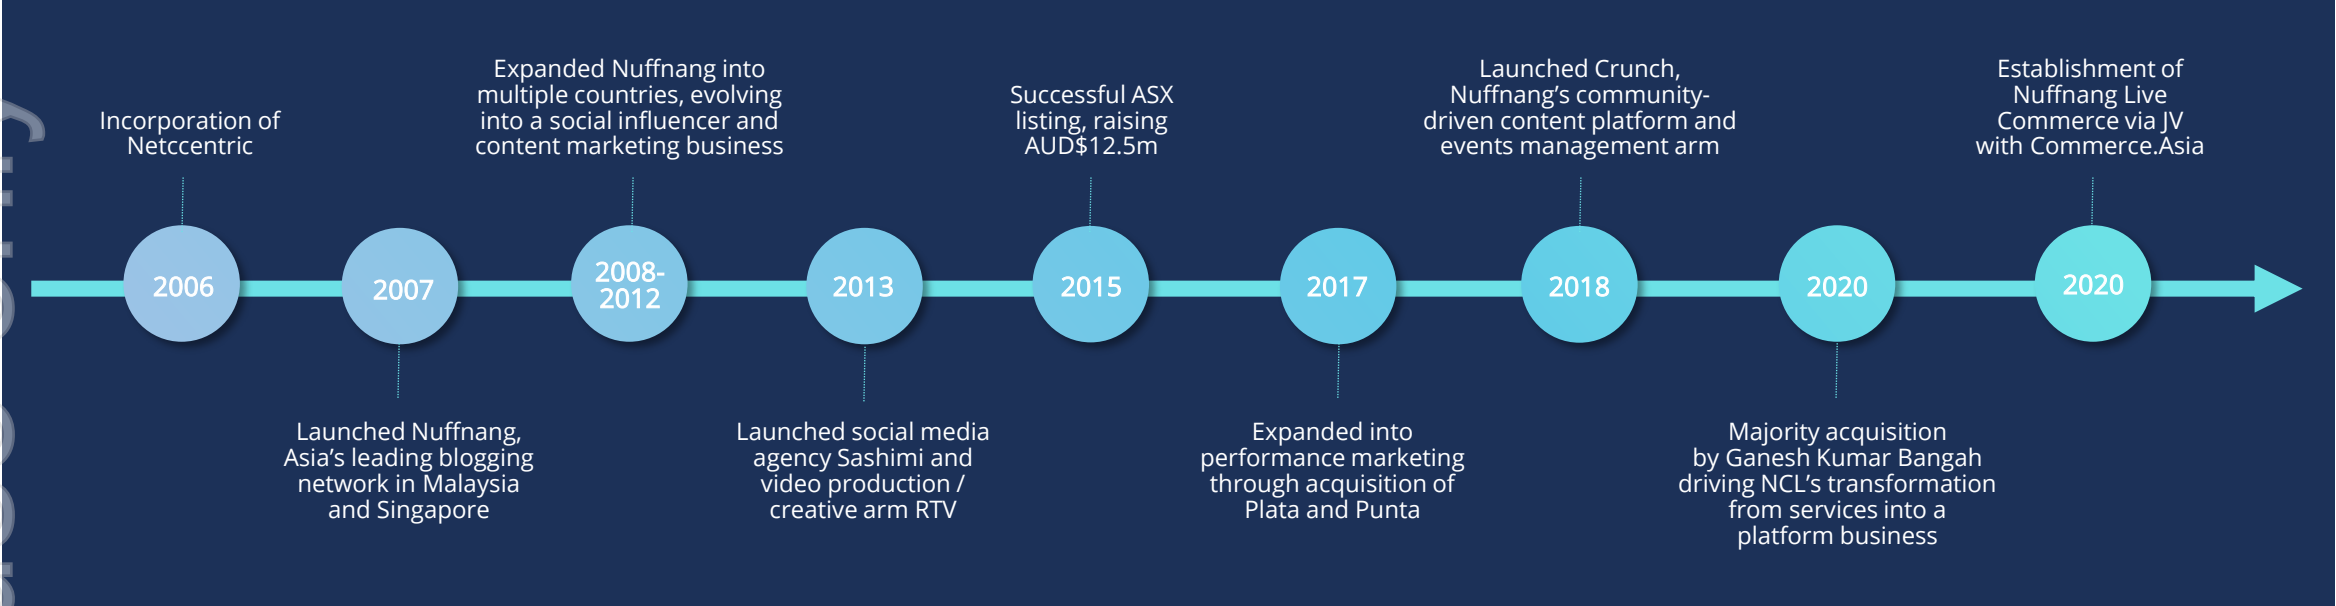 Incorporation of
Netccentric
2006
2007
Launched Nuffnang,
Asia's leading blogging
network in Malaysia
and Singapore
Expanded Nuffnang into
multiple countries, evolving
into a social influencer and
content marketing business
2008-
2012
2013
Launched social media
agency Sashimi and
video production /
creative arm RTV
Successful ASX
listing, raising
AUD$12.5m
2015
2017
Expanded into
performance marketing
through acquisition of
Plata and Punta
Launched Crunch,
Nuffnang’s community-
driven content platform and
events management arm
2018
2020
Majority acquisition
by Ganesh Kumar Bangah
driving NCL’s transformation
from services into a
platform business
Establishment of
Nuffnang Live
Commerce via JV
with Commerce.Asia
2020